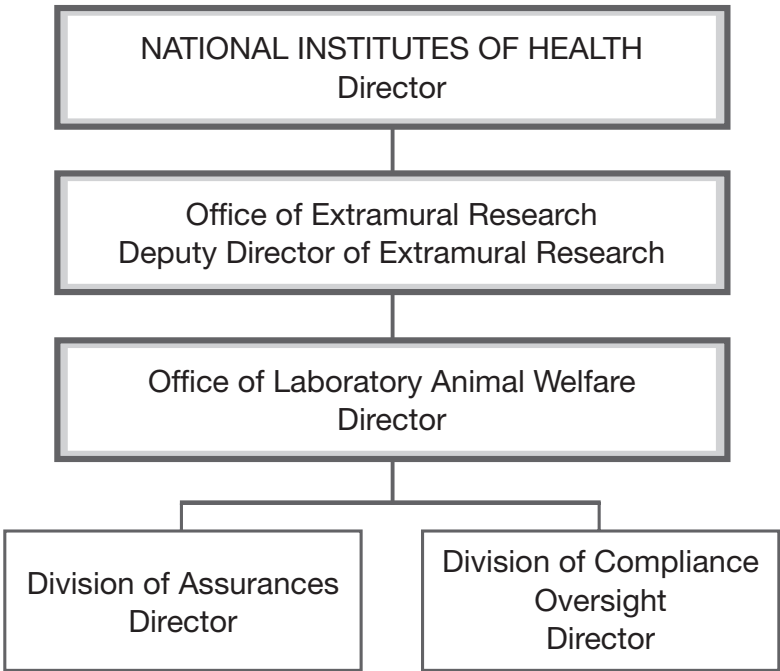 NATIONAL INSTITUTES OF HEALTH
Director
Office of Extramural Research
Deputy Director of Extramural Research
Office of Laboratory Animal Welfare
Director
Division of Assurances
Director
Division of Compliance
Oversight
Director